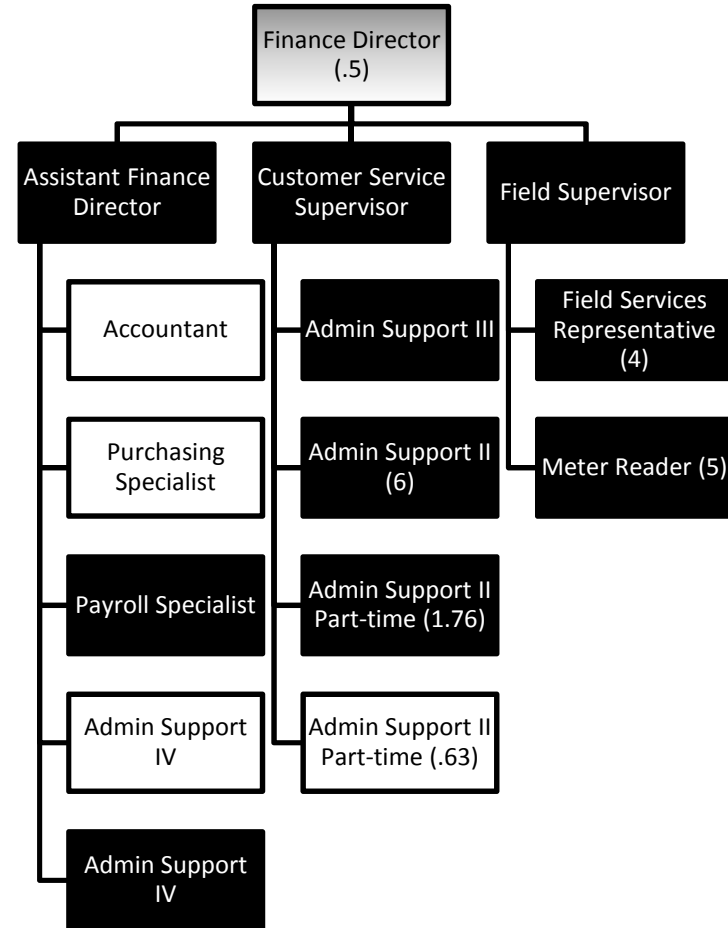 Finance Director
(.5)
Assistant Finance
Director
Customer Service
Supervisor
Field Supervisor
Accountant
Purchasing
Specialist
Payroll Specialist
Admin Support
IV
Admin Support
IV
Admin Support III
Admin Support II
(6)
Admin Support II
Part-time (1.76)
Admin Support II
Part-time (.63)
Field Services
Representative
(4)
Meter Reader (5)